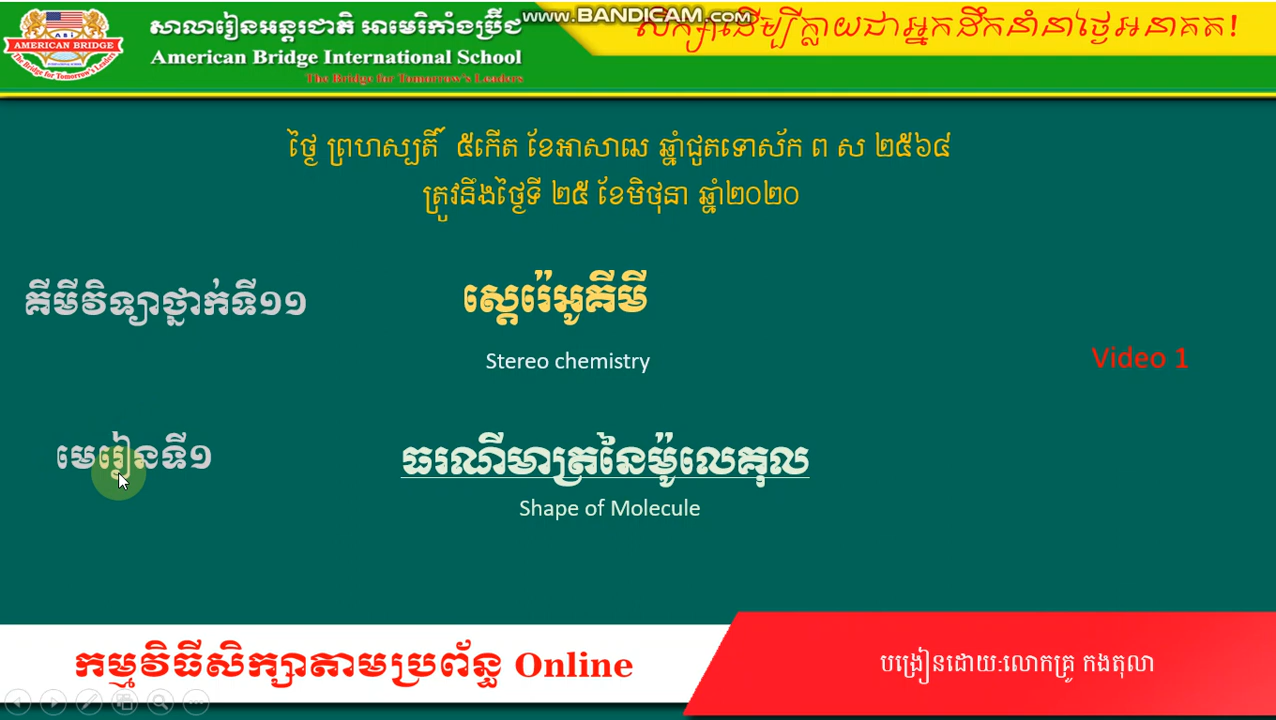 www.BANDICAM.com
សាលារៀនអន្តរជាតិ អាមេរិកាំងប្រ៊ីជ
សិក្សាដើម្បីក្លាយជាអ្នកដឹកនាំនាថ្ងៃអនាគត!
AMERICAN BRIDGE
American Bridge International School
The Bridge for Tomorrow's Leaders
ថ្ងៃ ព្រហស្បតិ៍ ៥កើត ខែអាសាឍ ឆ្នាំជូតទោស័ក ព ស ២៥៦៤
ត្រូវនឹងថ្ងៃទី ២៥ ខែមិថុនា ឆ្នាំ២០២០
គីមីវិទ្យាថ្នាក់ទី១១
ស្តេរ៉េអូគីមី
Stereo chemistry
Video 1
មេរៀនទី១
ធរណីមាត្រនៃម៉ូលេគុល
Shape of Molecule
កម្មវិធីសិក្សាតាមប្រព័ន្ធ Online
បង្រៀនដោយ:លោកគ្រូ កងតុលា